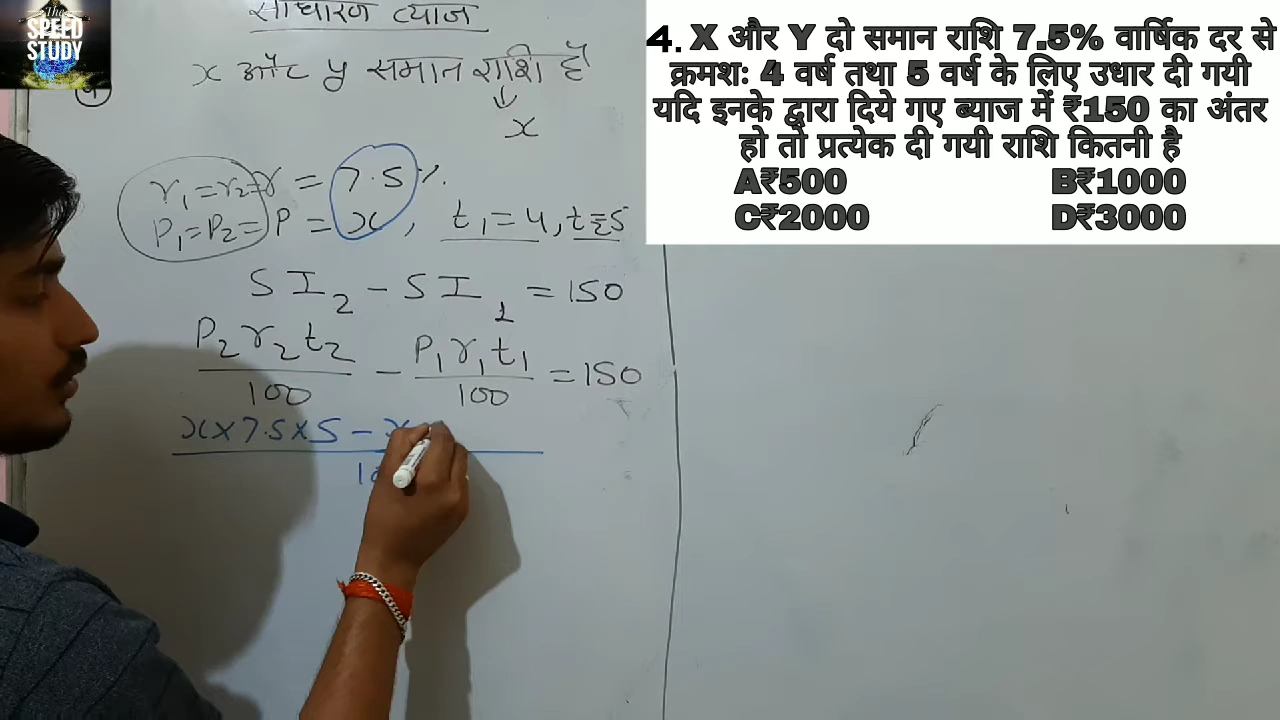 The
SPEED
STUDY
साधारण व्याज
x और y समान राशि है
x
r₁=r₂=r = 7.5%.
P₁=P₂= P = x, t₁=4, t₂=5
SI₂ - SI₁ = 150
P₂r₂t₂/100 - P₁r₁t₁/100 = 150
x×7.5×5 - x
10
4. X और Y दो समान राशि 7.5% वार्षिक दर से
क्रमशः 4 वर्ष तथा 5 वर्ष के लिए उधार दी गयी
यदि इनके द्वारा दिये गए ब्याज में ₹150 का अंतर
हो तो प्रत्येक दी गयी राशि कितनी है
A₹500 B₹1000
C₹2000 D₹3000